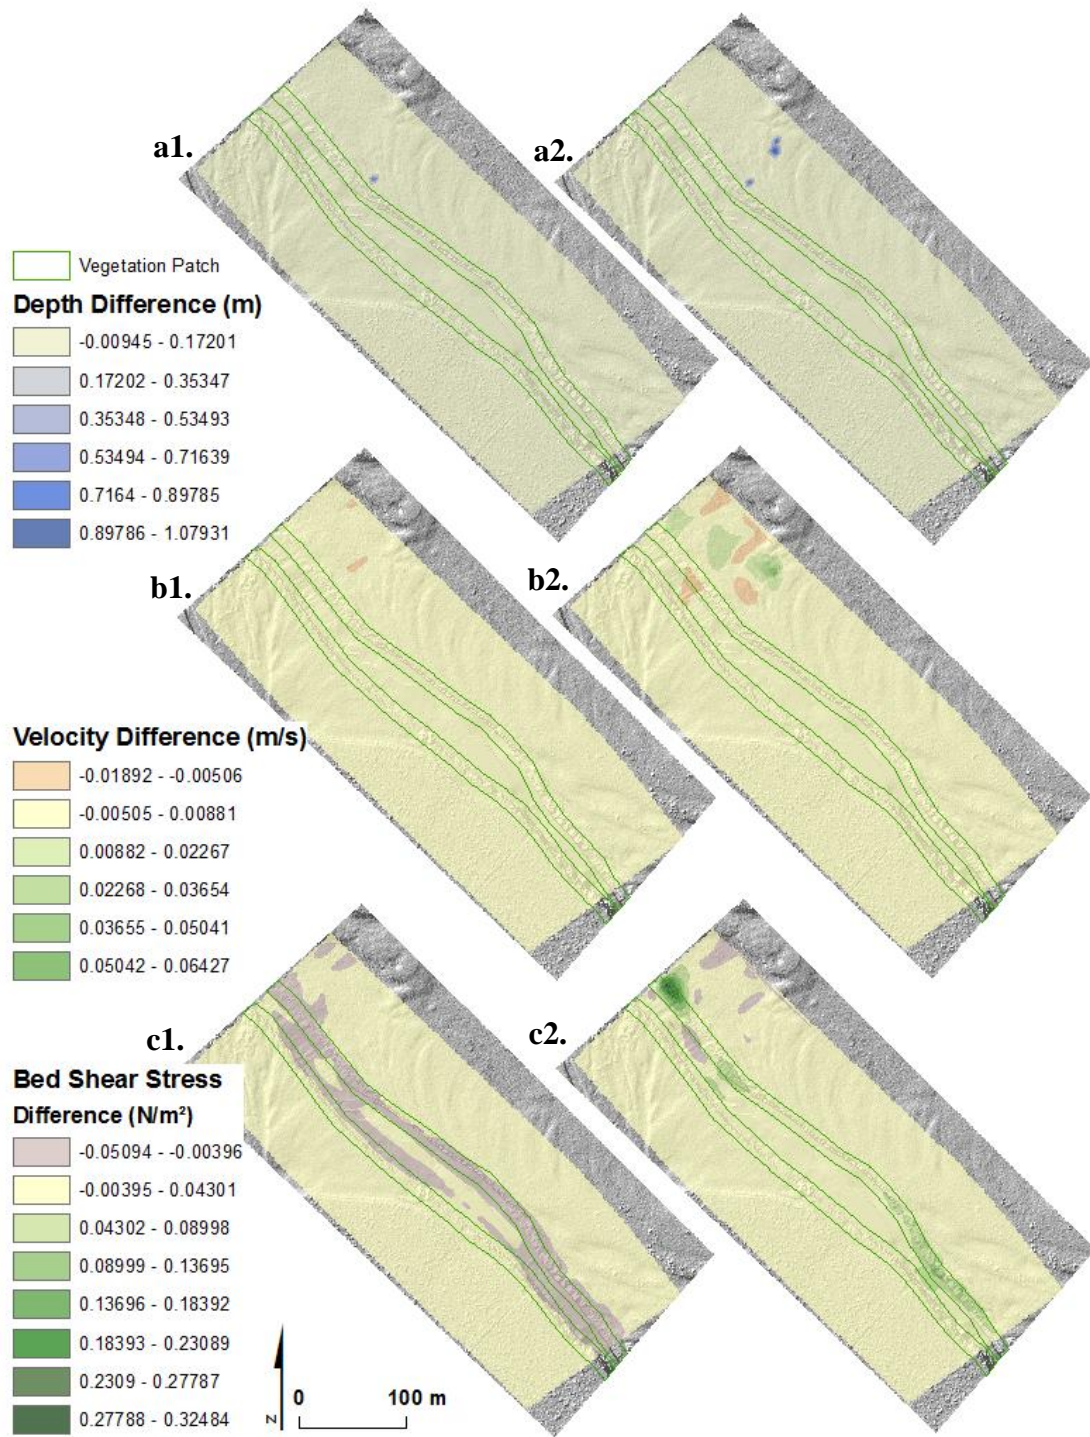 a1.
a2.
Vegetation Patch
Depth Difference (m)
-0.00945 - 0.17201
0.17202 - 0.35347
0.35348 - 0.53493
0.53494 - 0.71639
0.7164 - 0.89785
0.89786 - 1.07931
b1.
b2.
Velocity Difference (m/s)
-0.01892 - -0.00506
-0.00505 - 0.00881
0.00882 - 0.02267
0.02268 - 0.03654
0.03655 - 0.05041
0.05042 - 0.06427
c1.
c2.
Bed Shear Stress
Difference (N/m²)
-0.05094 - -0.00396
-0.00395 - 0.04301
0.04302 - 0.08998
0.08999 - 0.13695
0.13696 - 0.18392
0.18393 - 0.23089
0.2309 - 0.27787
0.27788 - 0.32484
N
0 100 m